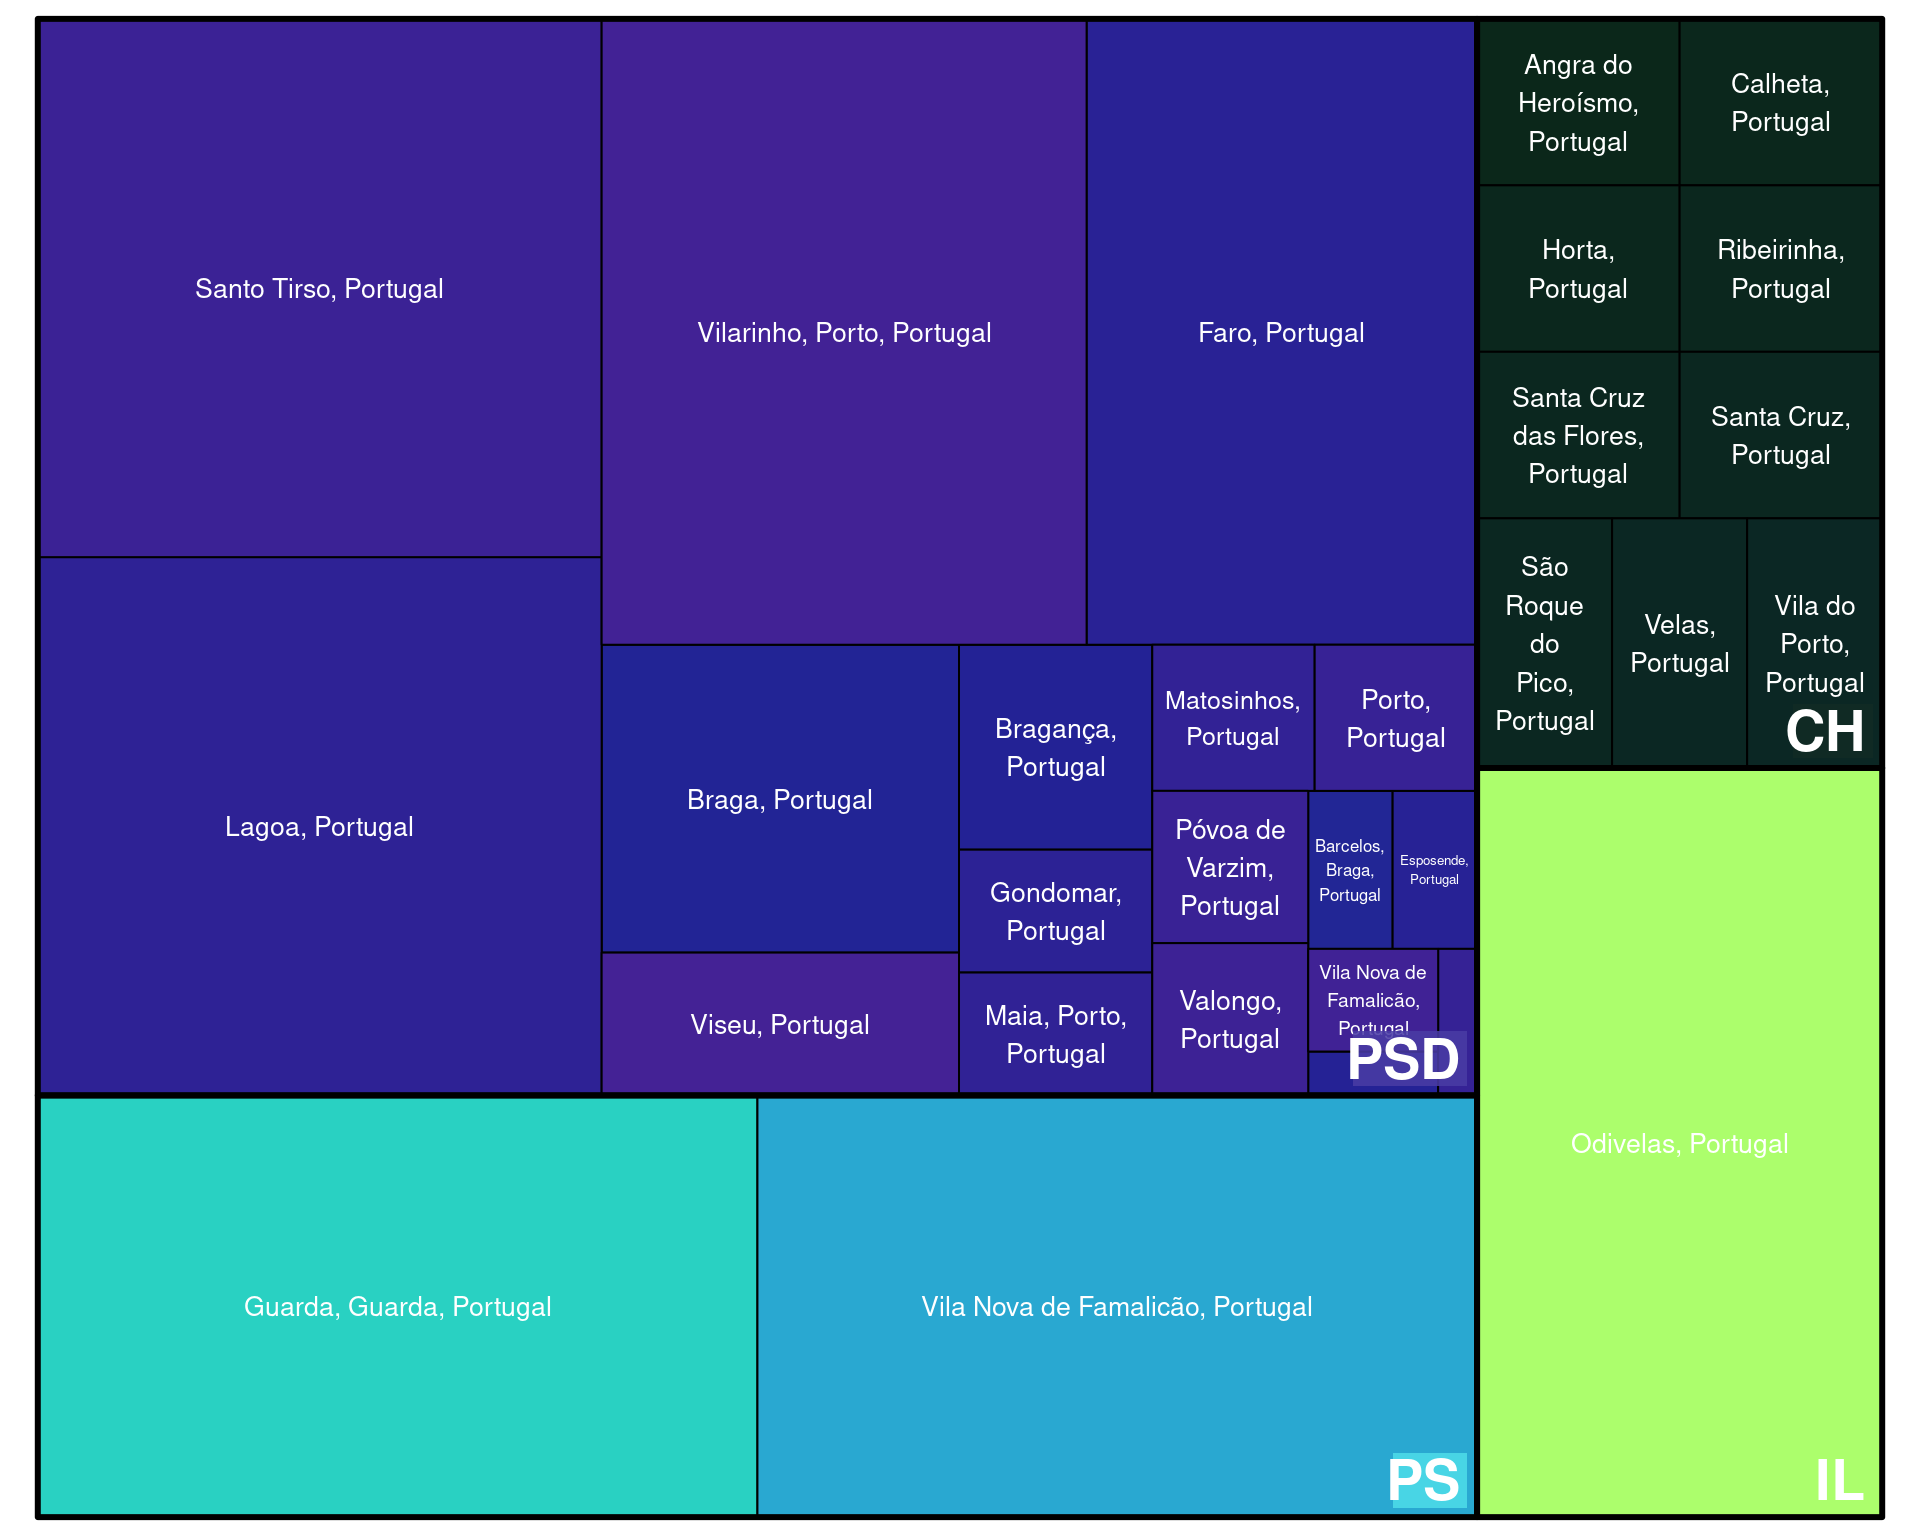 Santo Tirso, Portugal
Lagoa, Portugal
Vilarinho, Porto, Portugal
Faro, Portugal
Braga, Portugal
Viseu, Portugal
Bragança,
Portugal
Gondomar,
Portugal
Maia, Porto,
Portugal
Matosinhos,
Portugal
Porto,
Portugal
Póvoa de
Varzim,
Portugal
Valongo,
Portugal
Barcelos,
Braga,
Portugal
Esposende,
Portugal
Vila Nova de
Famalicão,
Portugal
PSD
Guarda, Guarda, Portugal
Vila Nova de Famalicão, Portugal
PS
Angra do
Heroísmo,
Portugal
Calheta,
Portugal
Horta,
Portugal
Ribeirinha,
Portugal
Santa Cruz
das Flores,
Portugal
Santa Cruz,
Portugal
São
Roque
do
Pico,
Portugal
Velas,
Portugal
Vila do
Porto,
Portugal
CH
Odivelas, Portugal
IL